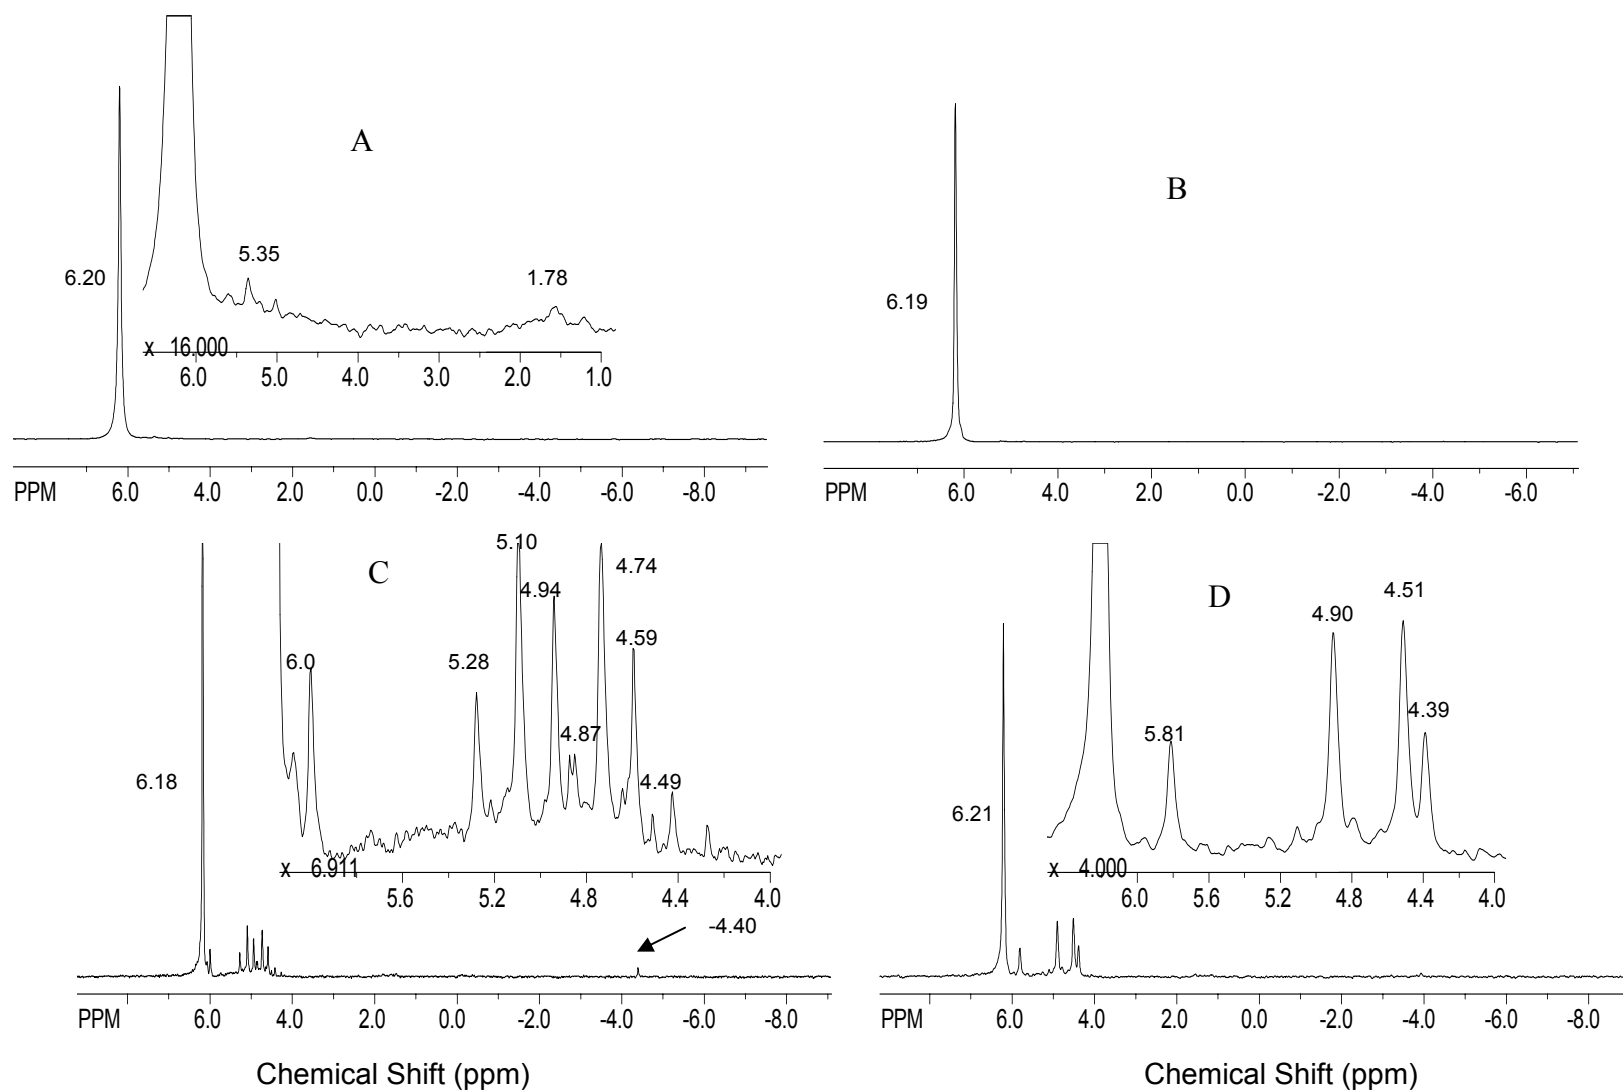 A
6.20
5.35
1.78
x 16.000
6.0 5.0 4.0 3.0 2.0 1.0
PPM 6.0 4.0 2.0 0.0 -2.0 -4.0 -6.0 -8.0
B
6.19
PPM 6.0 4.0 2.0 0.0 -2.0 -4.0 -6.0
C
6.18
6.0
5.28
5.10
4.94
4.87
4.74
4.59
4.49
x 6.911
5.6 5.2 4.8 4.4 4.0
-4.40
PPM 6.0 4.0 2.0 0.0 -2.0 -4.0 -6.0 -8.0
Chemical Shift (ppm)
D
6.21
5.81
4.90
4.51
4.39
x 4.000
6.0 5.6 5.2 4.8 4.4 4.0
PPM 6.0 4.0 2.0 0.0 -2.0 -4.0 -6.0 -8.0
Chemical Shift (ppm)